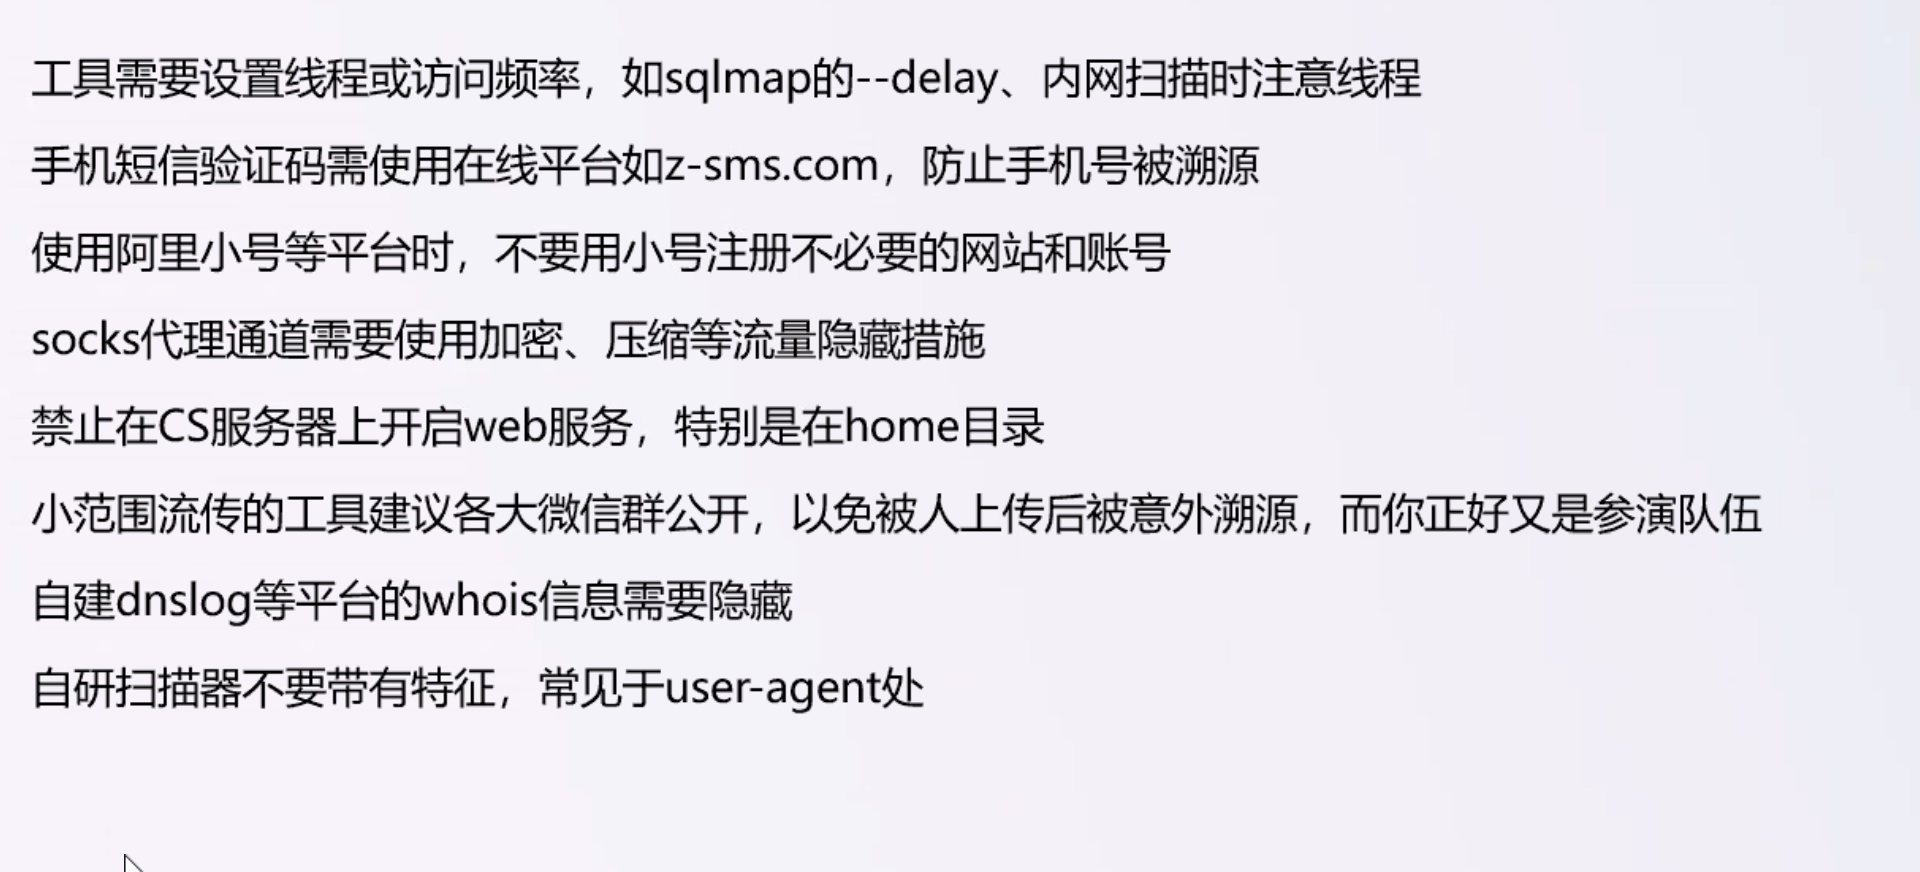 工具需要设置线程或访问频率，如sqlmap的--delay、内网扫描时注意线程
手机短信验证码需使用在线平台如z-sms.com，防止手机号被溯源
使用阿里小号等平台时，不要用小号注册不必要的网站和账号
socks代理通道需要使用加密、压缩等流量隐藏措施
禁止在CS服务器上开启web服务，特别是在home目录
小范围流传的工具建议各大微信群公开，以免被人上传后被意外溯源，而你正好又是参演队伍
自建dnslog等平台的whois信息需要隐藏
自研扫描器不要带有特征，常见于user-agent处